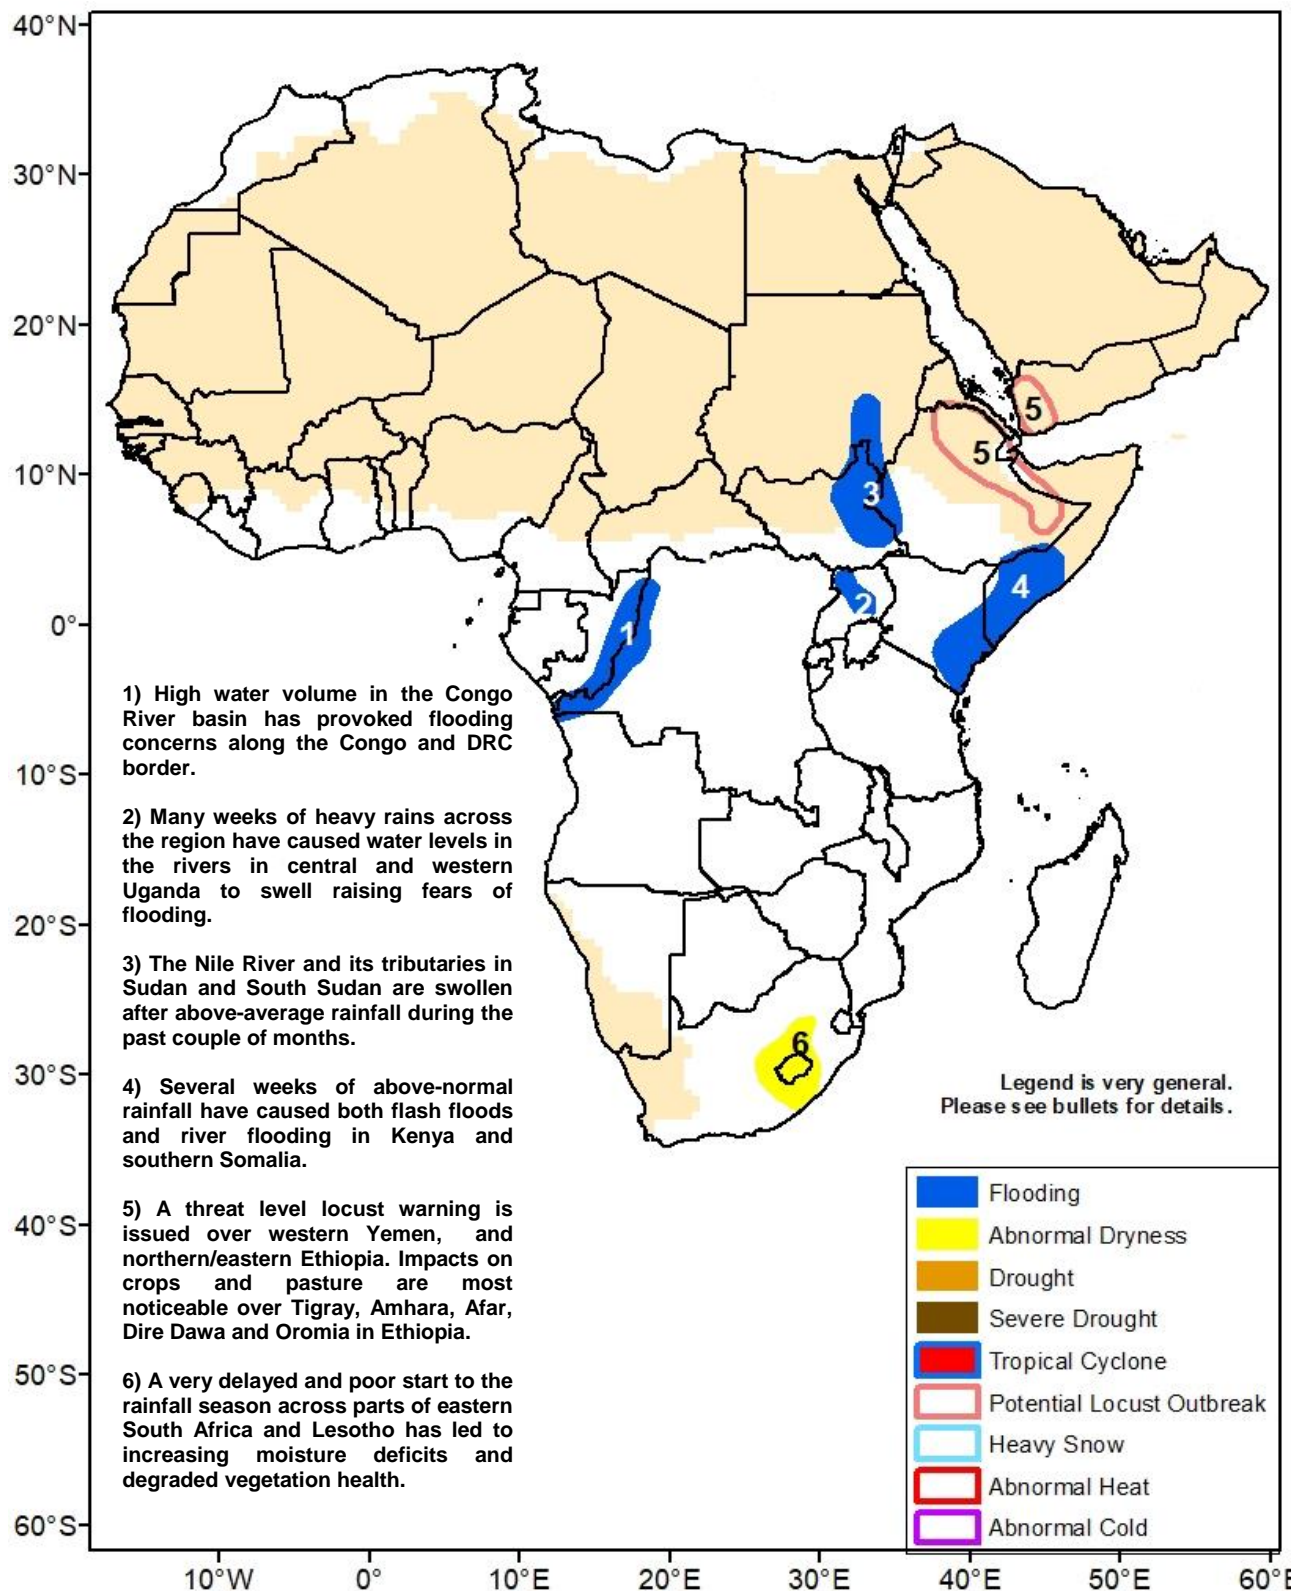 40°N
30°N
20°N
10°N
0°
10°S
20°S
30°S
40°S
50°S
60°S
5
5
3
4
2
1
6
1) High water volume in the Congo
River basin has provoked flooding
concerns along the Congo and DRC
border.
2) Many weeks of heavy rains across
the region have caused water levels in
the rivers in central and western
Uganda to swell raising fears of
flooding.
3) The Nile River and its tributaries in
Sudan and South Sudan are swollen
after above-average rainfall during the
past couple of months.
4) Several weeks of above-normal
rainfall have caused both flash floods
and river flooding in Kenya and
southern Somalia.
5) A threat level locust warning is
issued over western Yemen, and
northern/eastern Ethiopia. Impacts on
crops and pasture are most
noticeable over Tigray, Amhara, Afar,
Dire Dawa and Oromia in Ethiopia.
6) A very delayed and poor start to the
rainfall season across parts of eastern
South Africa and Lesotho has led to
increasing moisture deficits and
degraded vegetation health.
Legend is very general.
Please see bullets for details.
Flooding
Abnormal Dryness
Drought
Severe Drought
Tropical Cyclone
Potential Locust Outbreak
Heavy Snow
Abnormal Heat
Abnormal Cold
10°W 0° 10°E 20°E 30°E 40°E 50°E 60°E